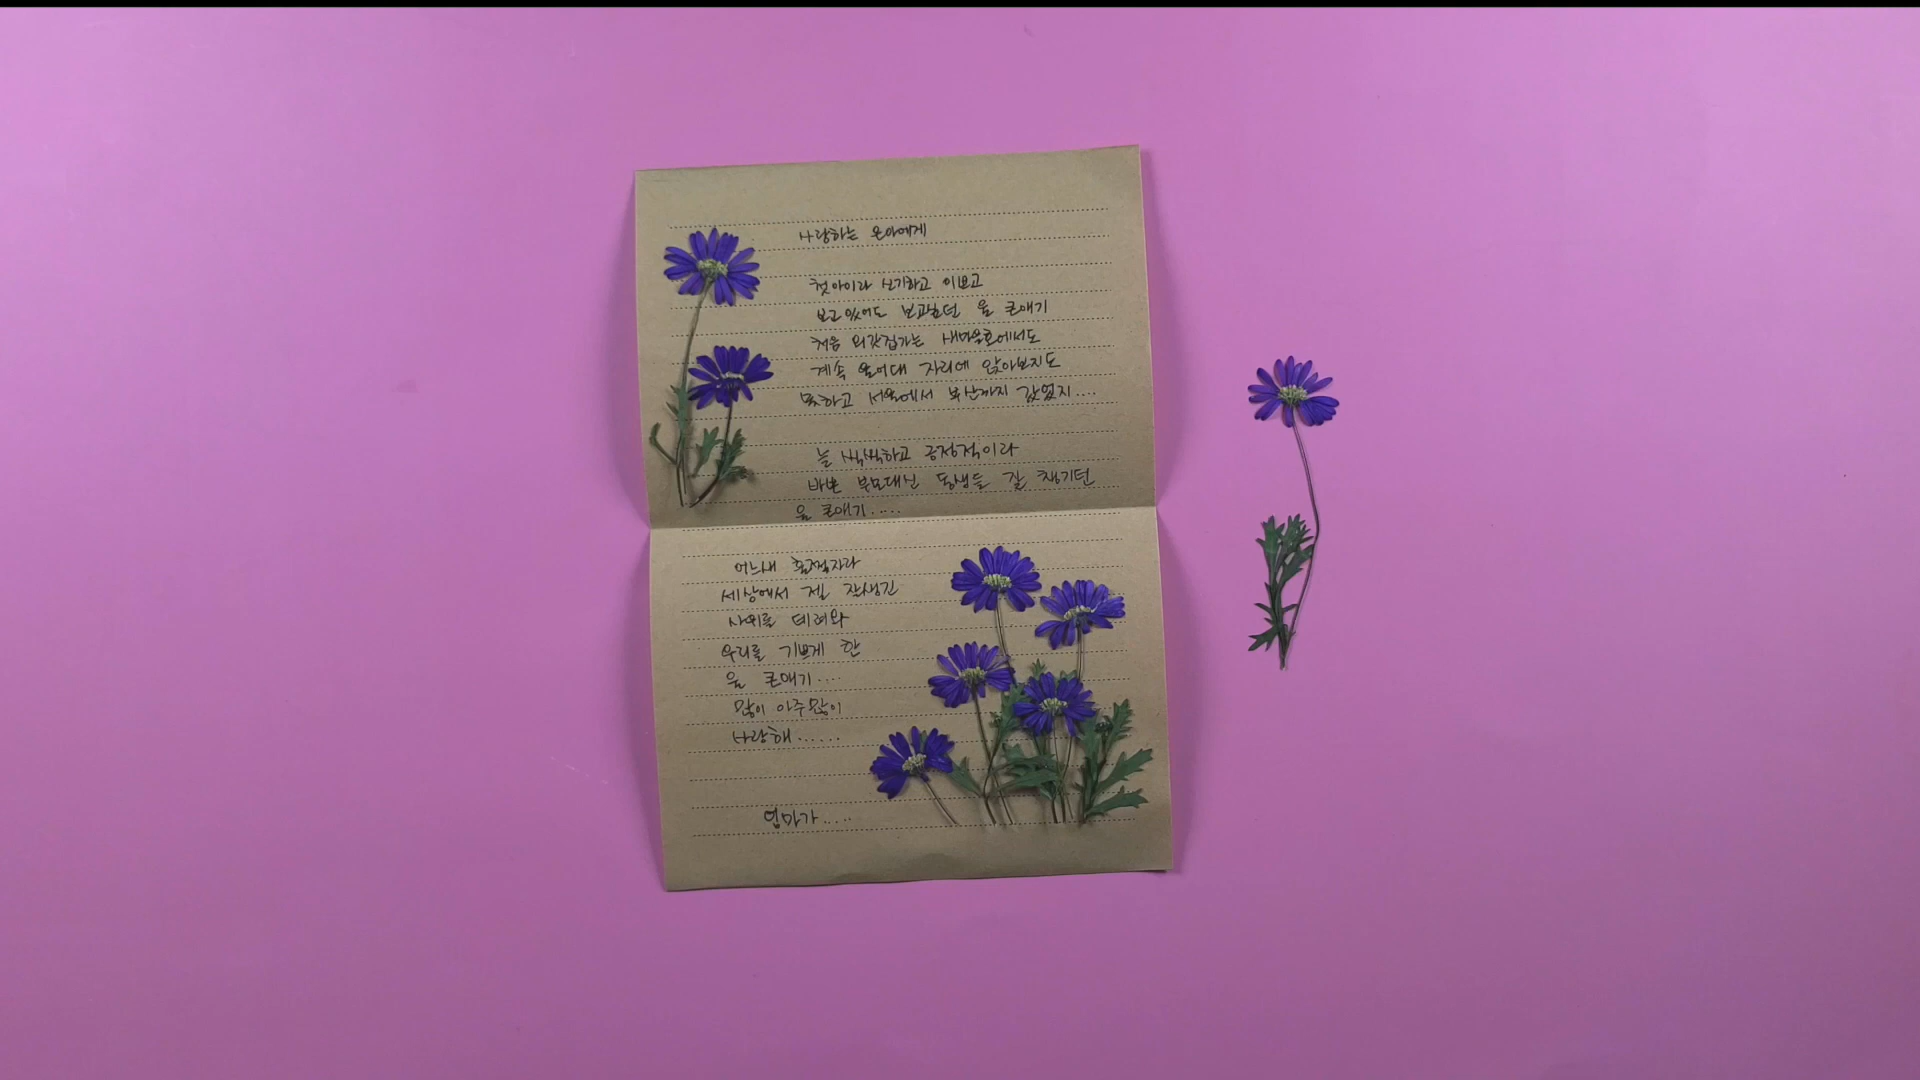 사랑하는 은아에게
첫아이라 신기하고 이쁘고
보고있어도 보고싶던 울 큰애기
처음 외갓집가는 새마을호에서도
계속 울어대 자리에 앉아보지도
못하고 서울에서 부산까지 갔었지....
늘 씩씩하고 긍정적이라
바쁜 부모대신 동생들 잘 챙기던
울 큰애기.....
어느새 훌쩍자라
세상에서 젤 잘생긴
사위를 데려와
우리를 기쁘게 한
울 큰애기....
많이 아주많이
사랑해......
엄마가....